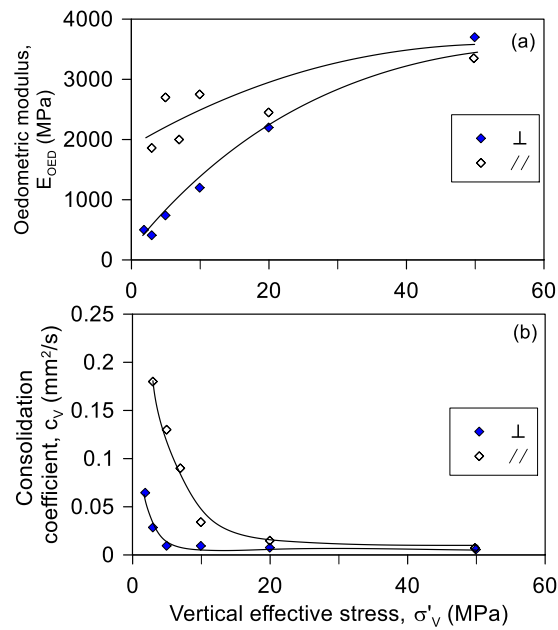 4000
3000
2000
1000
0
Oedometric modulus,
E_OED (MPa)
(a)
⊥
//
0 20 40 60
0.25
0.2
0.15
0.1
0.05
0
Consolidation
coefficient, c_V (mm²/s)
(b)
⊥
//
0 20 40 60
Vertical effective stress, σ'_V (MPa)